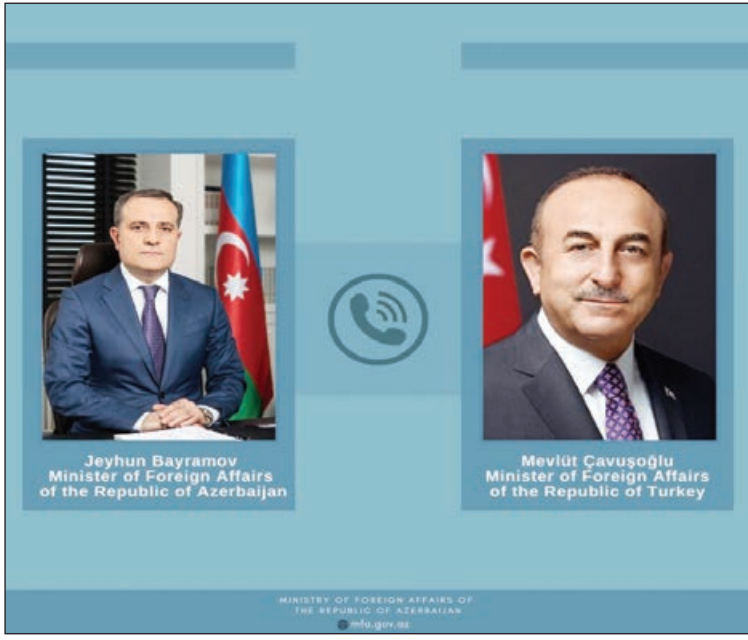 Jeyhun Bayramov
Minister of Foreign Affairs
of the Republic of Azerbaijan
Mevlüt Çavuşoğlu
Minister of Foreign Affairs
of the Republic of Turkey
MINISTRY OF FOREIGN AFFAIRS OF
THE REPUBLIC OF AZERBAIJAN
mfa.gov.az